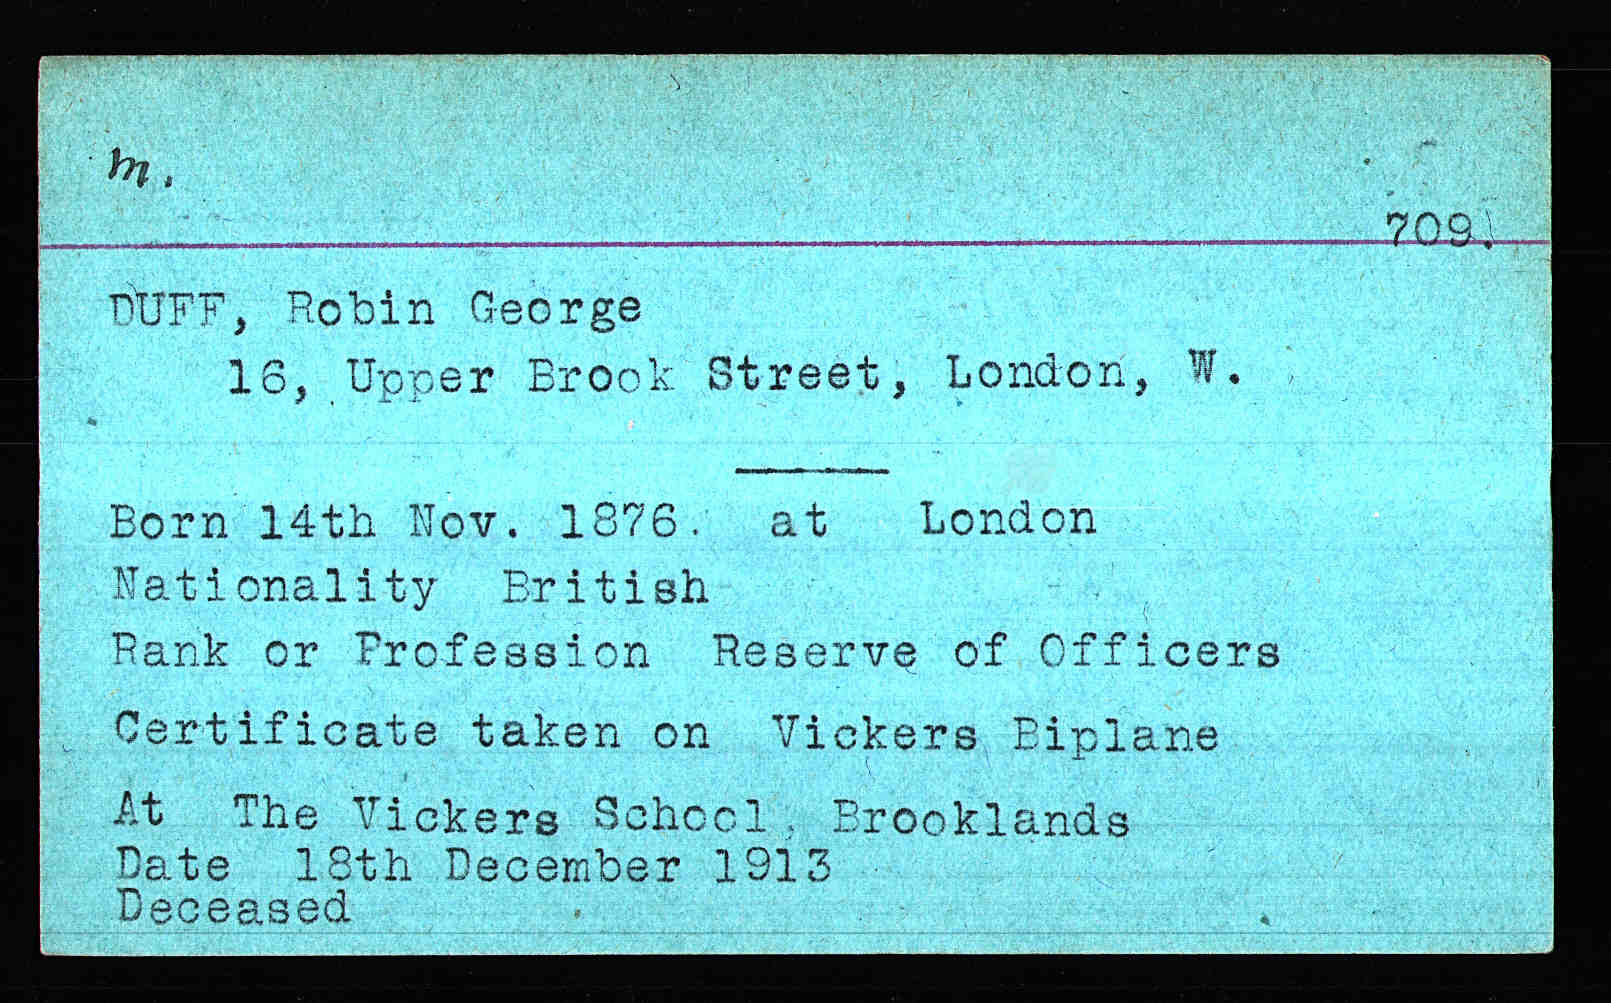 m.
709.
DUFF, Robin George
16, Upper Brook Street, London, W.
Born 14th Nov. 1876. at London
Nationality British
Rank or Profession Reserve of Officers
Certificate taken on Vickers Biplane
At The Vickers School, Brooklands
Date 18th December 1913
Deceased